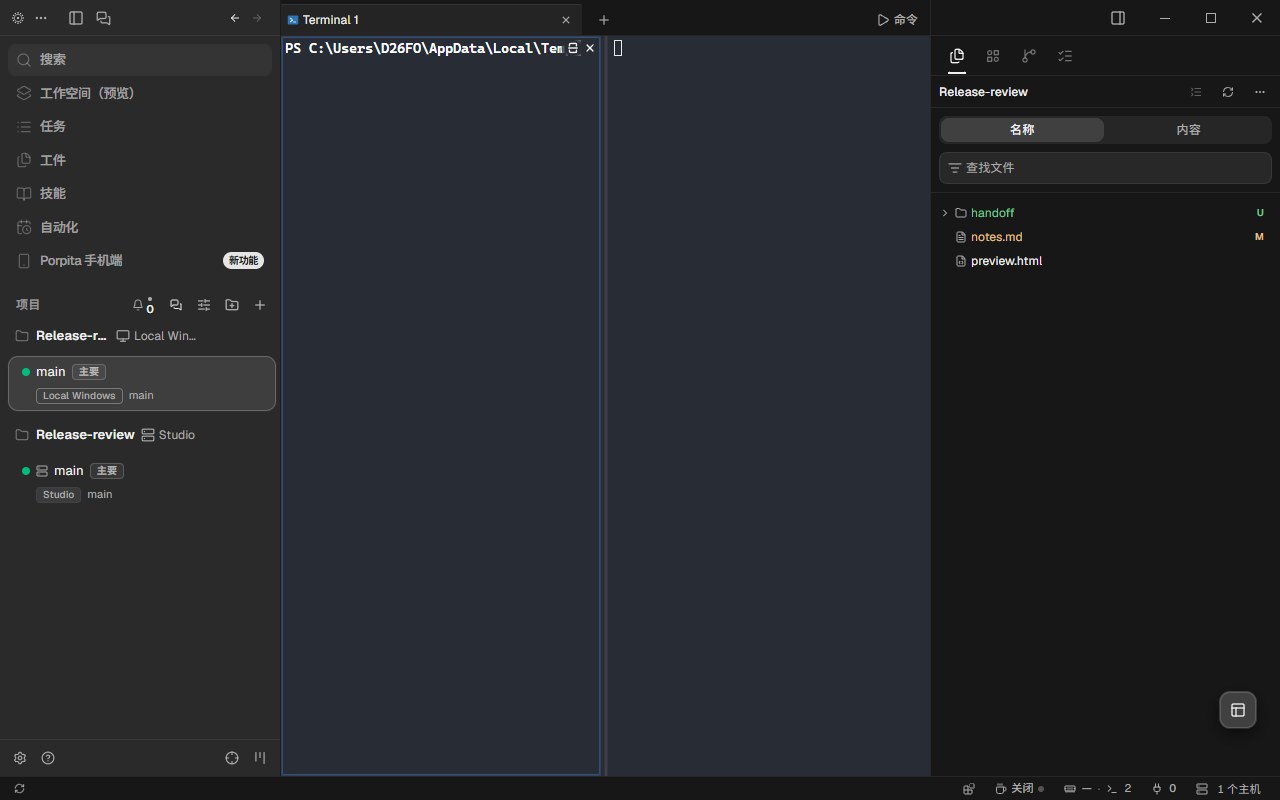 Terminal 1
命令
搜索
工作空间（预览）
任务
工件
技能
自动化
Porpita 手机端
新功能
项目
0
Release-r...
Local Win...
main
主要
Local Windows
main
Release-review
Studio
main
主要
Studio
main
PS C:\Users\D26FO\AppData\Local\Tem
Release-review
名称
内容
查找文件
handoff
U
notes.md
M
preview.html
关闭
2
0
1 个主机